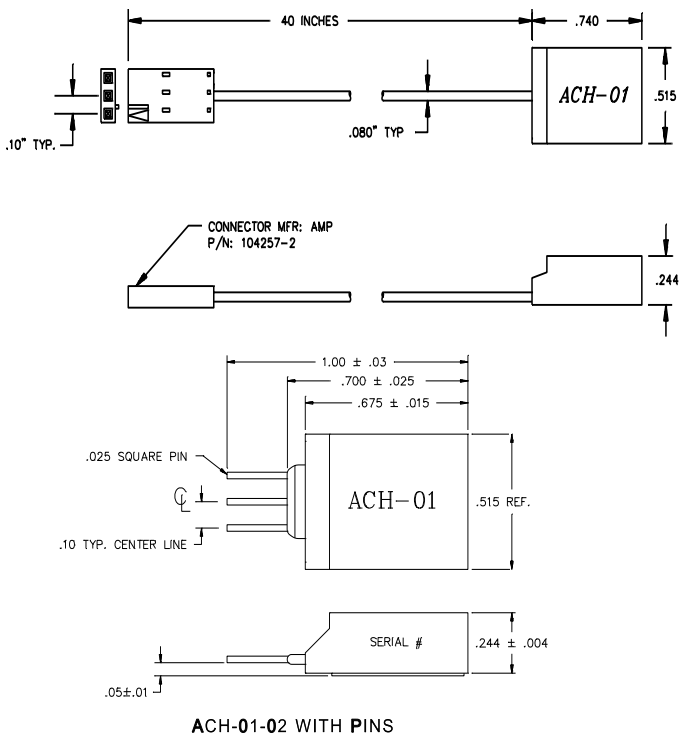 40 INCHES
.740
ACH-01
.515
.080" TYP
.10" TYP.
CONNECTOR MFR: AMP
P/N: 104257-2
.244
1.00 ± .03
.700 ± .025
.675 ± .015
.025 SQUARE PIN
℄
ACH-01
.515 REF.
.10 TYP. CENTER LINE
SERIAL #
.244 ± .004
.05±.01
ACH-01-02 WITH PINS